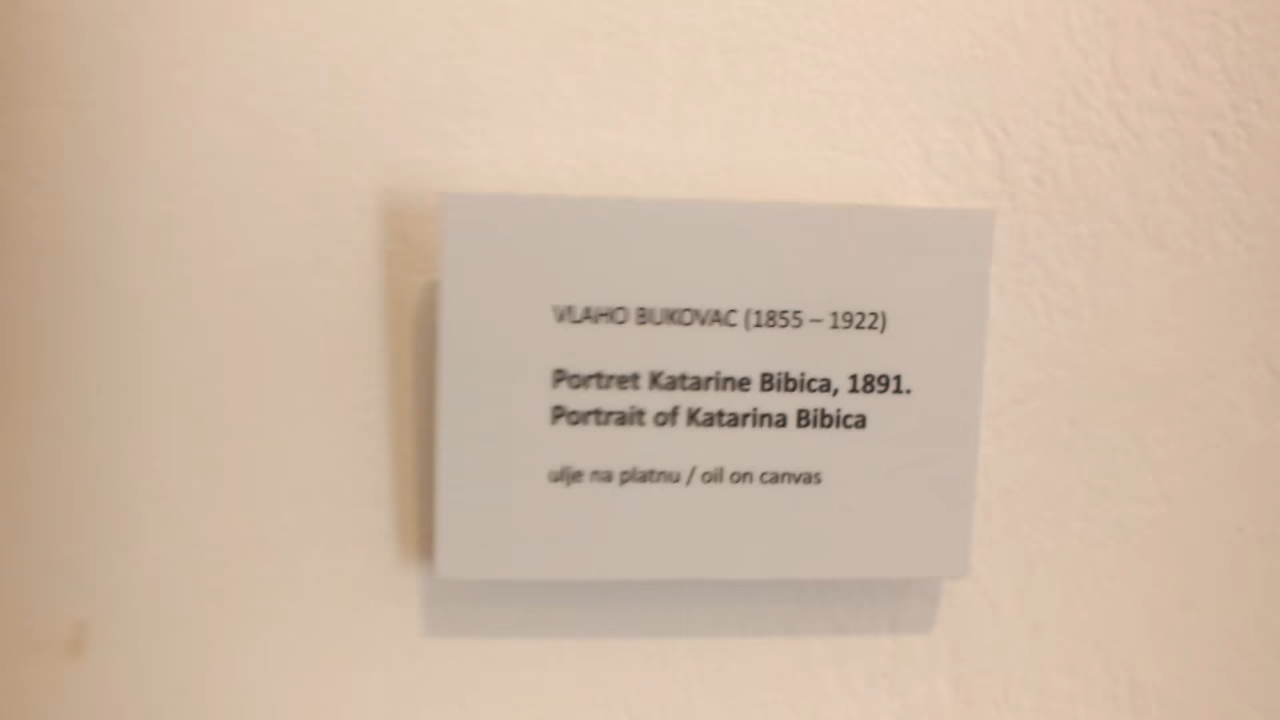 VLAHO BUKOVAC (1855 – 1922)
Portret Katarine Bibica, 1891.
Portrait of Katarina Bibica
ulje na platnu / oil on canvas